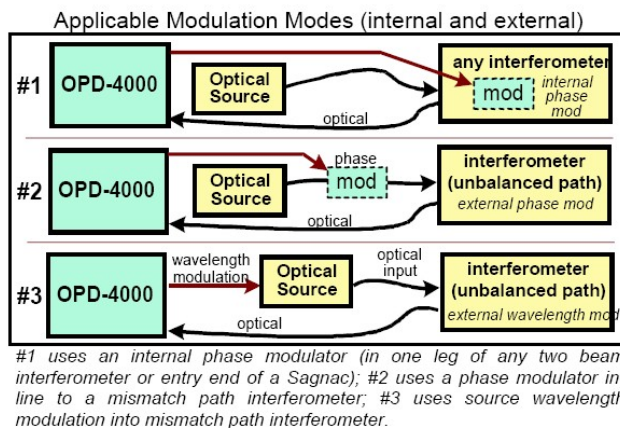 Applicable Modulation Modes (internal and external)
#1
OPD-4000
Optical
Source
any interferometer
mod
internal
phase
mod
optical
#2
OPD-4000
Optical
Source
phase
mod
interferometer
(unbalanced path)
external phase mod
optical
#3
OPD-4000
wavelength
modulation
Optical
Source
optical
input
interferometer
(unbalanced path)
external wavelength mod
optical
#1 uses an internal phase modulator (in one leg of any two beam
interferometer or entry end of a Sagnac); #2 uses a phase modulator in
line to a mismatch path interferometer; #3 uses source wavelength
modulation into mismatch path interferometer.